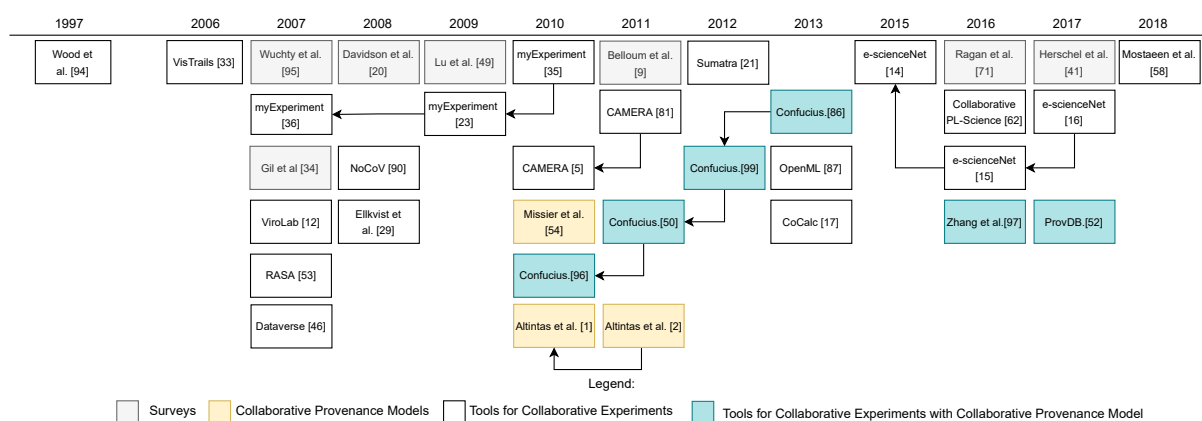 1997 2006 2007 2008 2009 2010 2011 2012 2013 2015 2016 2017 2018
Wood et
al. [94]
VisTrails [33]
Wuchty et al.
[95]
Davidson et al.
[20]
Lu et al. [49]
myExperiment
[35]
Belloum et al.
[9]
Sumatra [21]
e-scienceNet
[14]
Ragan et al.
[71]
Herschel et al.
[41]
Mostaeen et al.
[58]
myExperiment
[36]
myExperiment
[23]
CAMERA [81]
Confucius.[86]
Collaborative
PL-Science [62]
e-scienceNet
[16]
Gil et al [34]
NoCoV [90]
CAMERA [5]
Confucius.[99]
OpenML [87]
e-scienceNet
[15]
ViroLab [12]
Ellkvist et
al. [29]
Missier et al.
[54]
Confucius.[50]
CoCalc [17]
Zhang et al.[97]
ProvDB.[52]
RASA [53]
Confucius.[96]
Dataverse [46]
Altintas et al. [1]
Altintas et al. [2]
Legend:
Surveys
Collaborative Provenance Models
Tools for Collaborative Experiments
Tools for Collaborative Experiments with Collaborative Provenance Model